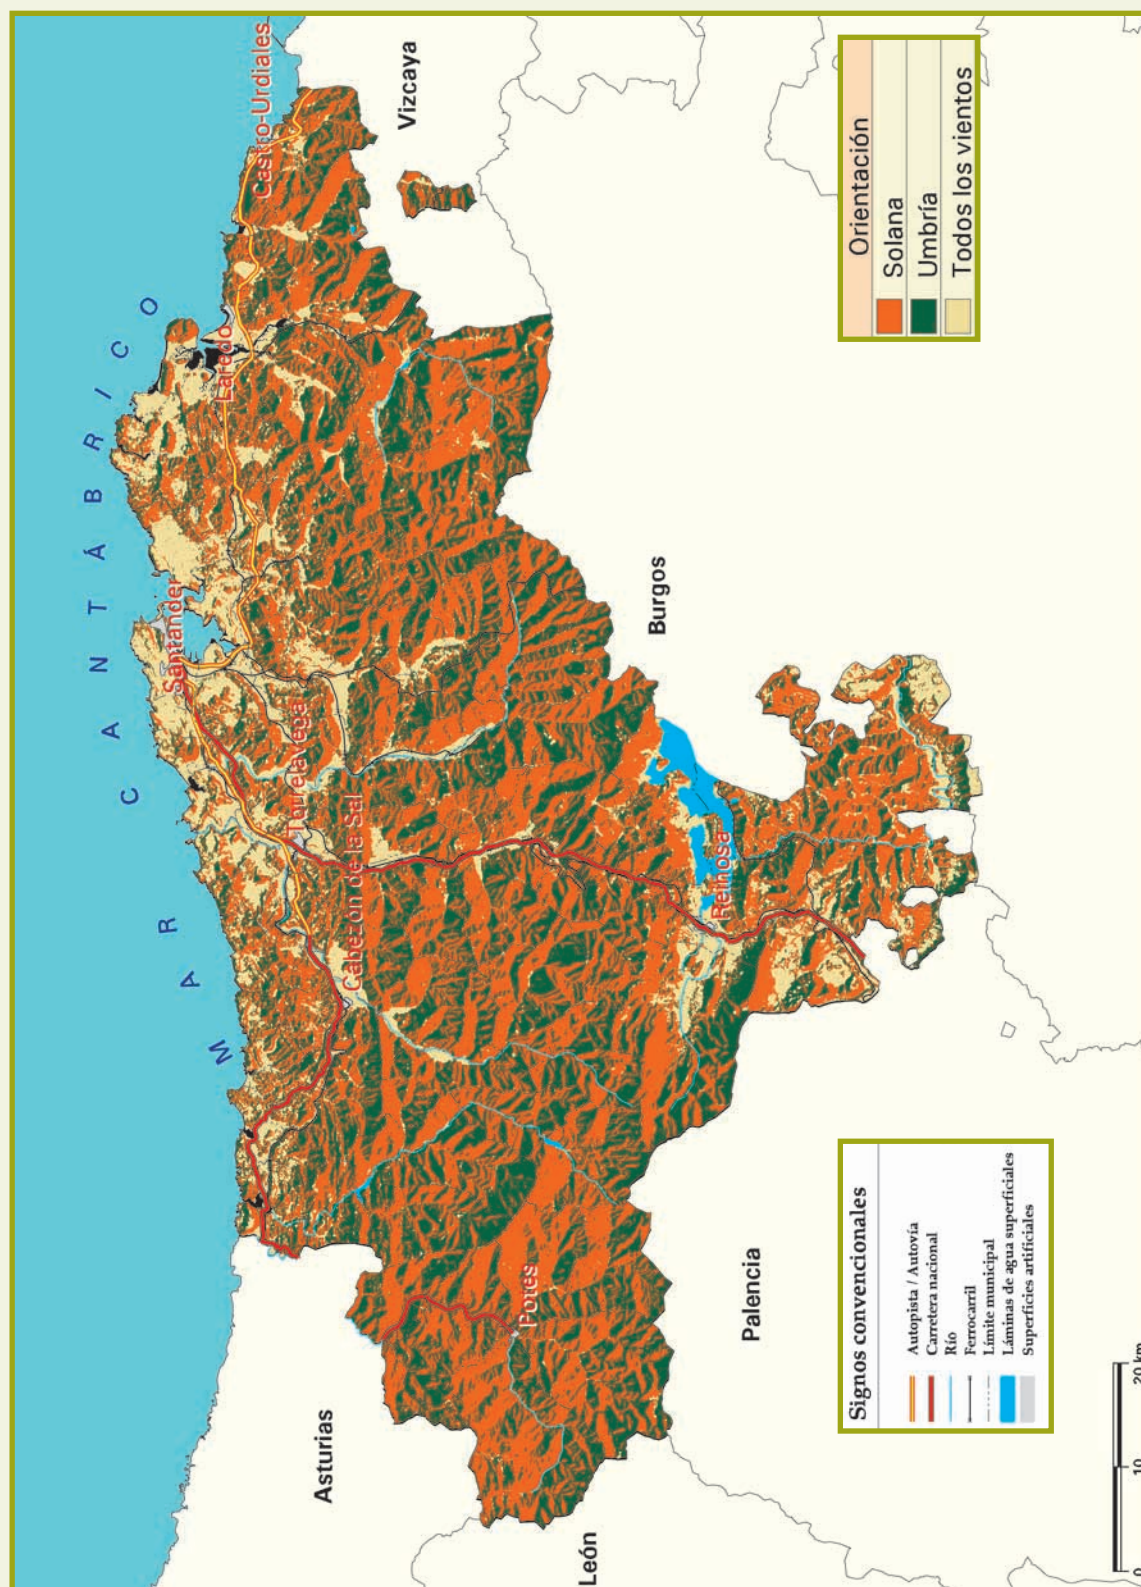 MAR CANTÁBRICO
Castro-Urdiales
Laredo
Santander
Torrelavega
Cabezón de la Sal
Reinosa
Potes
Vizcaya
Burgos
Palencia
Asturias
León
Orientación
Solana
Umbría
Todos los vientos
Signos convencionales
Autopista / Autovía
Carretera nacional
Río
Ferrocarril
Límite municipal
Láminas de agua superficiales
Superficies artificiales
0 10 20 km